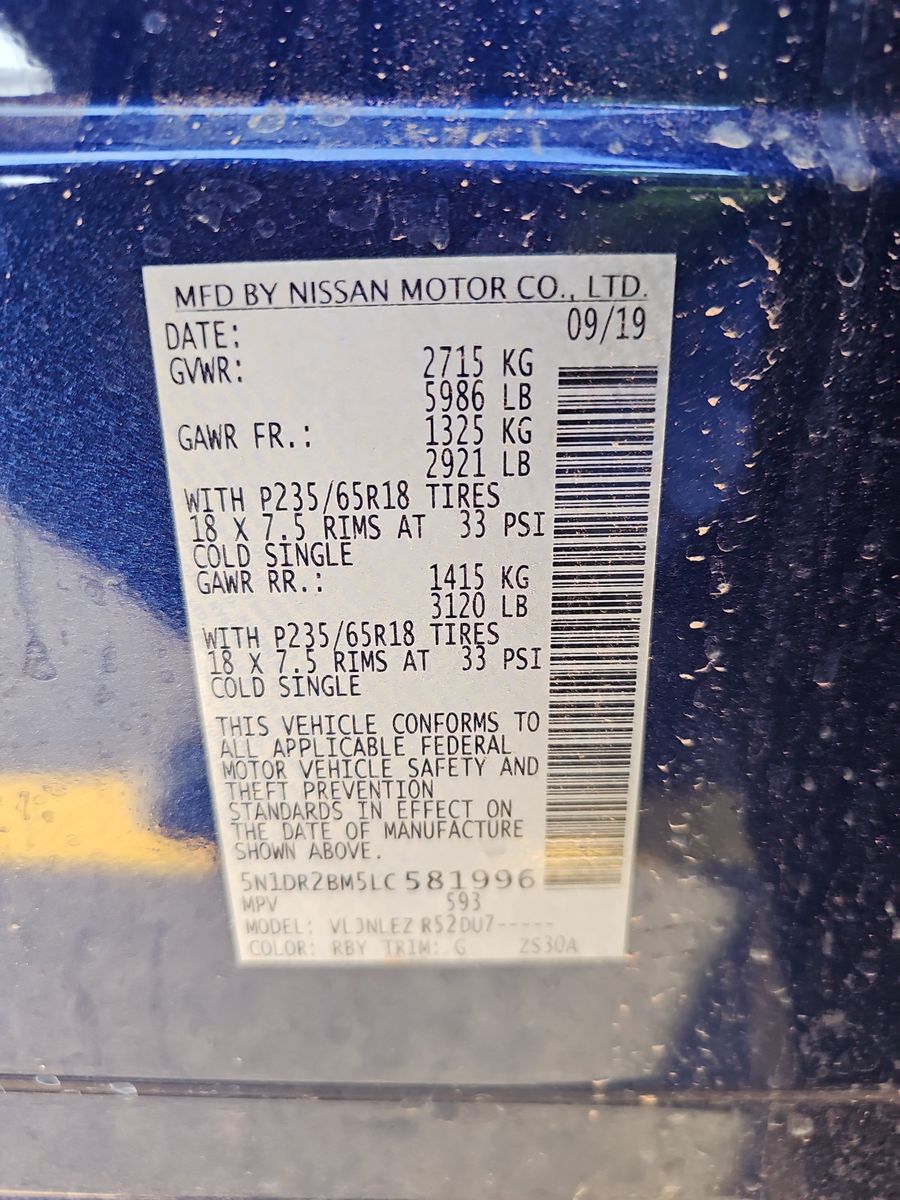 MFD BY NISSAN MOTOR CO., LTD.
DATE: 09/19
GVWR: 2715 KG
5986 LB
GAWR FR.: 1325 KG
2921 LB
WITH P235/65R18 TIRES
18 X 7.5 RIMS AT 33 PSI
COLD SINGLE
GAWR RR.: 1415 KG
3120 LB
WITH P235/65R18 TIRES
18 X 7.5 RIMS AT 33 PSI
COLD SINGLE
THIS VEHICLE CONFORMS TO
ALL APPLICABLE FEDERAL
MOTOR VEHICLE SAFETY AND
THEFT PREVENTION
STANDARDS IN EFFECT ON
THE DATE OF MANUFACTURE
SHOWN ABOVE.
5N1DR2BM5LC581996
MPV 593
MODEL: VLJNLEZ R52DU7-----
COLOR: RBY TRIM: G ZS30A